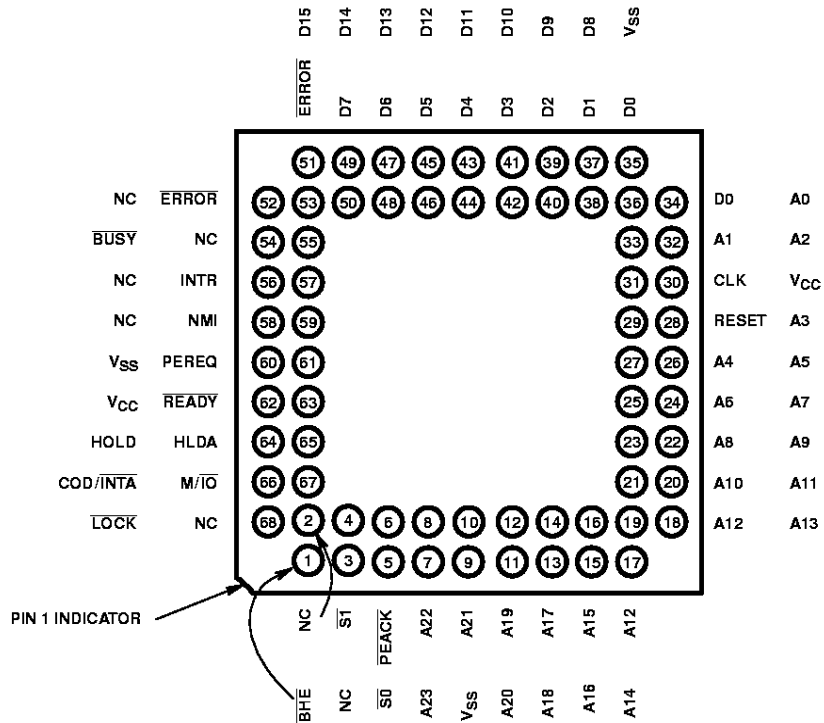 D15 D14 D13 D12 D11 D10 D9 D8 VSS
ERROR D7 D6 D5 D4 D3 D2 D1 D0
51 49 47 45 43 41 39 37 35
NC ERROR 52 53 50 48 46 44 42 40 38 36 34 D0 A0
BUSY NC 54 55 33 32 A1 A2
NC INTR 56 57 31 30 CLK VCC
NC NMI 58 59 29 28 RESET A3
VSS PEREQ 60 61 27 26 A4 A5
VCC READY 62 63 25 24 A6 A7
HOLD HLDA 64 65 23 22 A8 A9
COD/INTA M/IO 66 67 21 20 A10 A11
LOCK NC 68 2 4 6 8 10 12 14 16 19 18 A12 A13
1 3 5 7 9 11 13 15 17
PIN 1 INDICATOR
NC S1 PEACK A22 A21 A19 A17 A15 A12
BHE NC S0 A23 VSS A20 A18 A16 A14